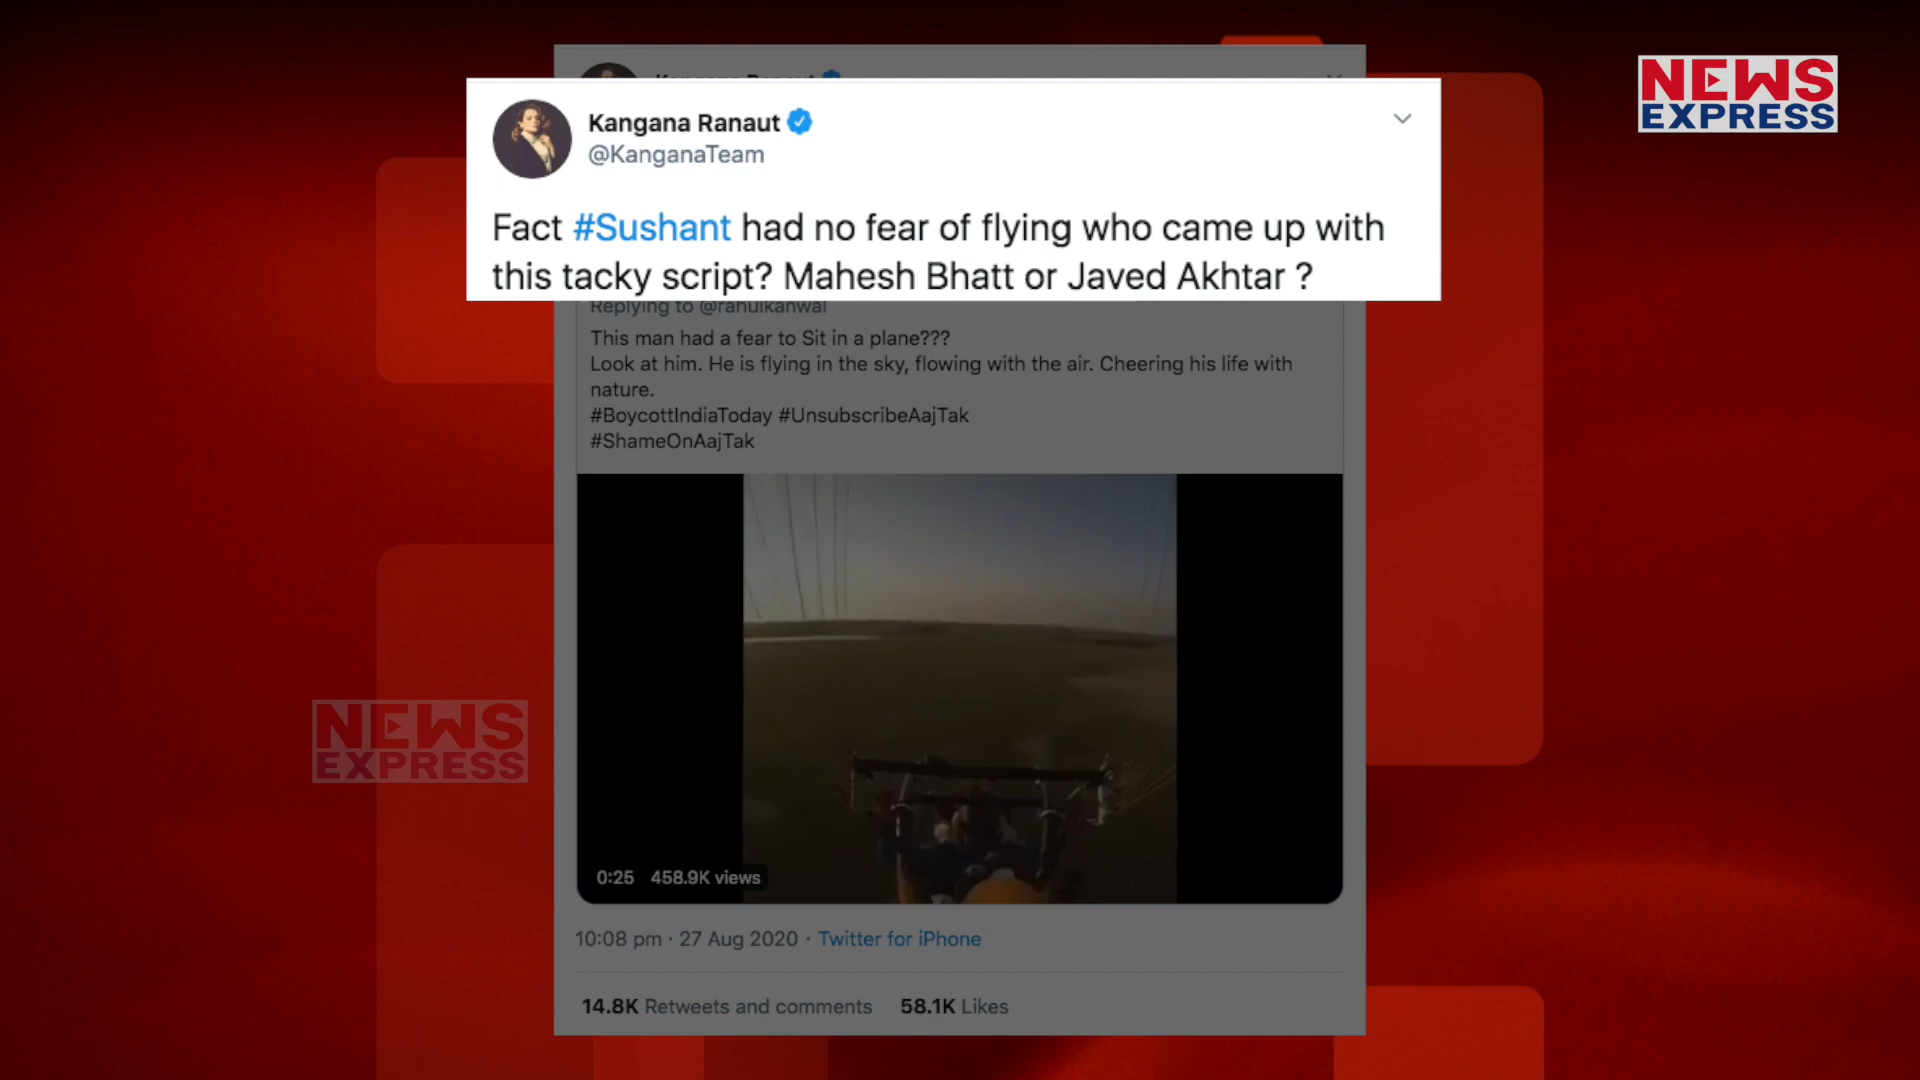 NEWS
EXPRESS
Kangana Ranaut
@KanganaTeam
Fact #Sushant had no fear of flying who came up with
this tacky script? Mahesh Bhatt or Javed Akhtar ?
Replying to @rahulkanwal
This man had a fear to Sit in a plane???
Look at him. He is flying in the sky, flowing with the air. Cheering his life with
nature.
#BoycottIndiaToday #UnsubscribeAajTak
#ShameOnAajTak
NEWS
EXPRESS
0:25 458.9K views
10:08 pm · 27 Aug 2020 · Twitter for iPhone
14.8K Retweets and comments 58.1K Likes